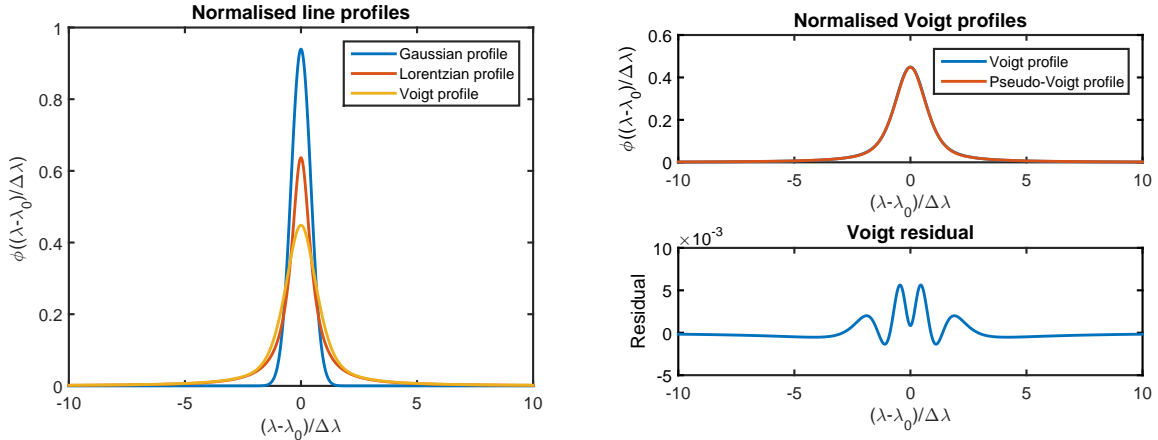 Normalised line profiles
1
0.8
0.6
0.4
0.2
0
-10
-5
0
5
10
ϕ((λ-λ0)/Δλ)
(λ-λ0)/Δλ
Gaussian profile
Lorentzian profile
Voigt profile
Normalised Voigt profiles
0.6
0.4
0.2
0
-10
-5
0
5
10
ϕ((λ-λ0)/Δλ)
(λ-λ0)/Δλ
Voigt profile
Pseudo-Voigt profile
Voigt residual
×10-3
10
5
0
-5
-10
-5
0
5
10
Residual
(λ-λ0)/Δλ